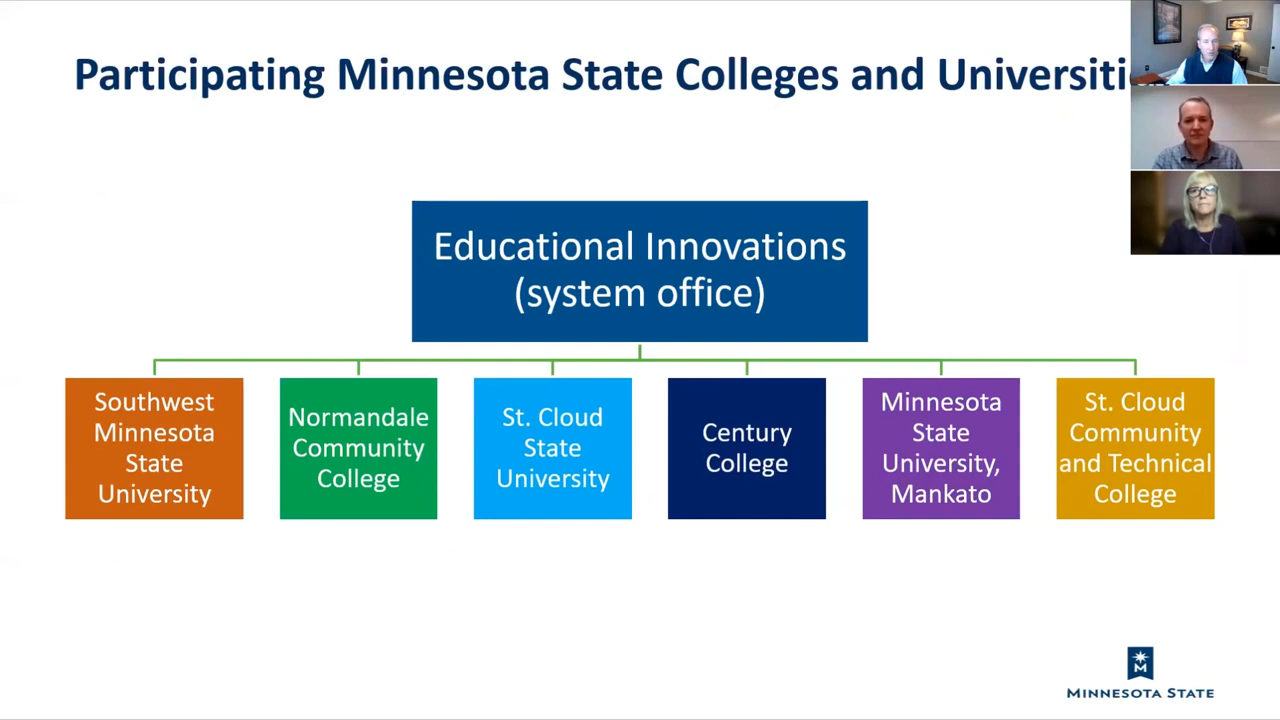 Participating Minnesota State Colleges and Universiti
Educational Innovations
(system office)
Southwest
Minnesota
State
University
Normandale
Community
College
St. Cloud
State
University
Century
College
Minnesota
State
University,
Mankato
St. Cloud
Community
and Technical
College
M
MINNESOTA STATE